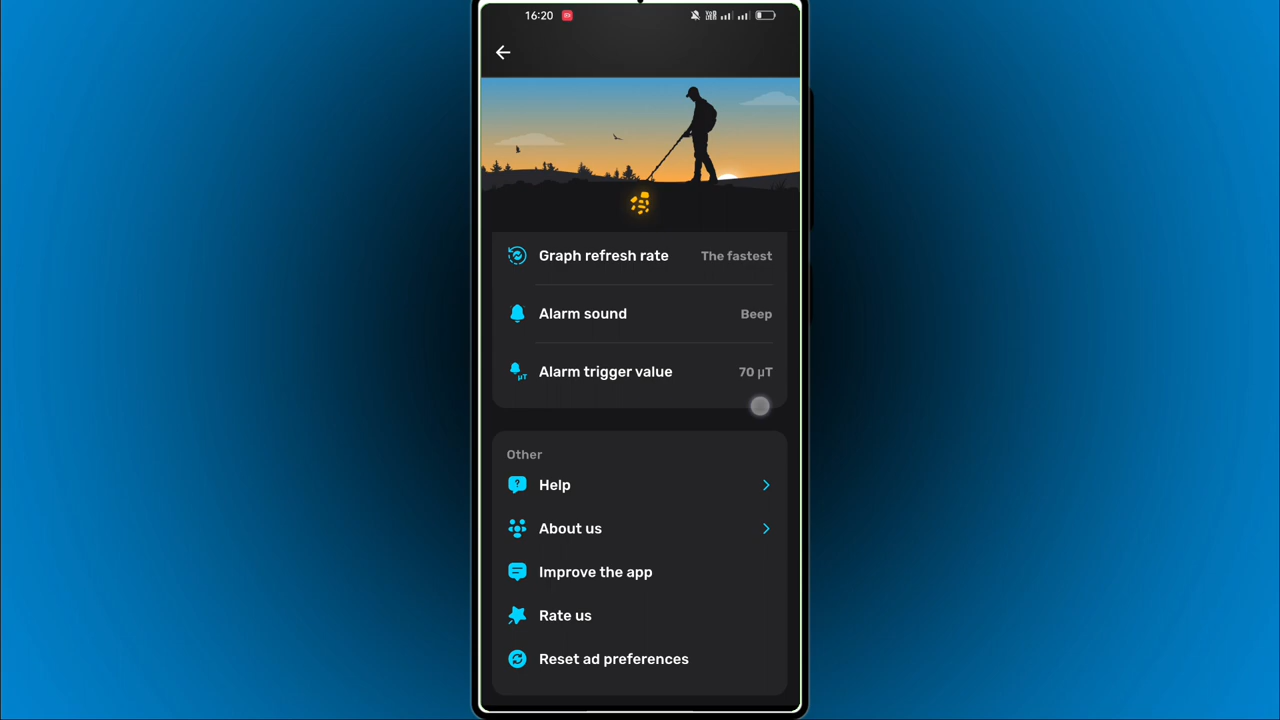 16:20
Graph refresh rate The fastest
Alarm sound Beep
Alarm trigger value 70 µT
Other
Help
About us
Improve the app
Rate us
Reset ad preferences